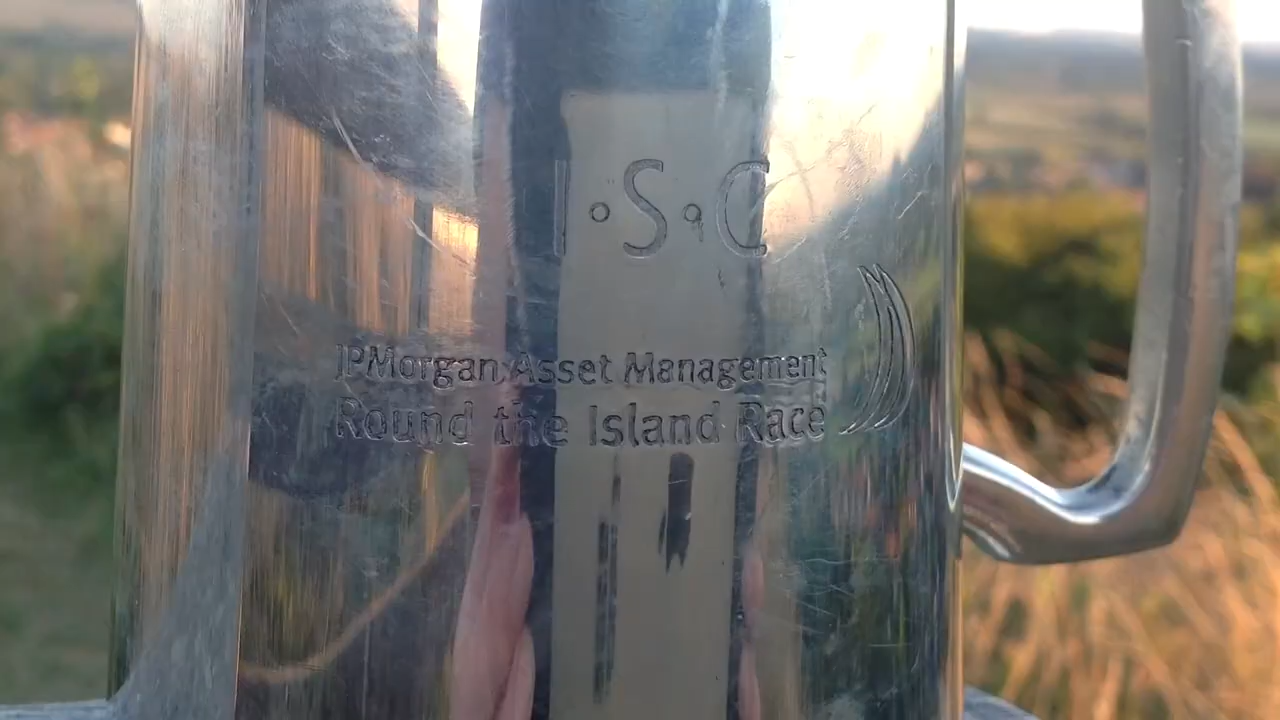 I·S·C
JPMorgan Asset Management
Round the Island Race